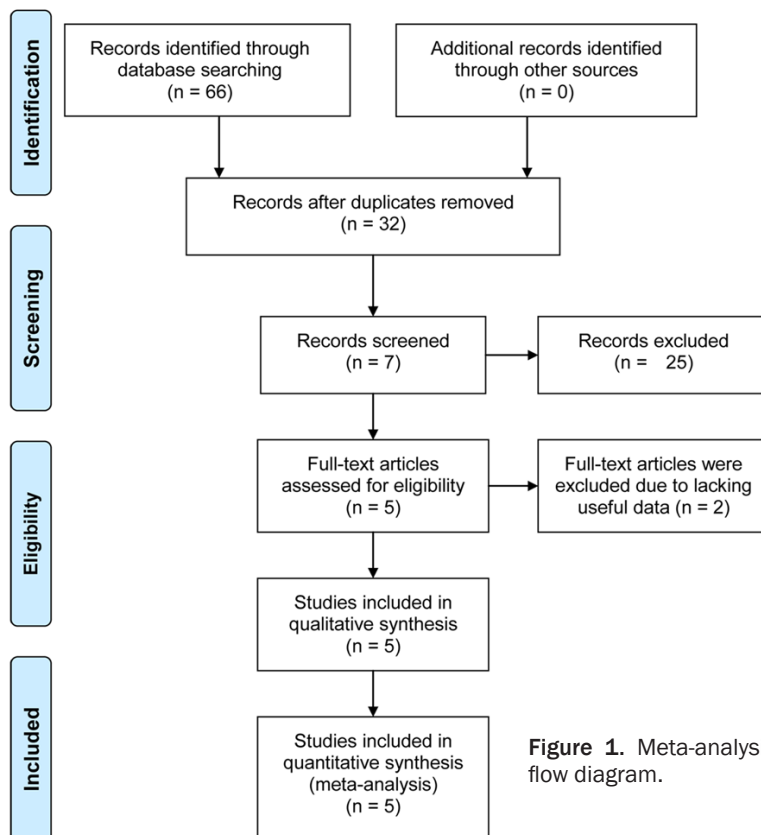 Identification
Records identified through
database searching
(n = 66)
Additional records identified
through other sources
(n = 0)
Records after duplicates removed
(n = 32)
Screening
Records screened
(n = 7)
Records excluded
(n = 25)
Eligibility
Full-text articles
assessed for eligibility
(n = 5)
Full-text articles were
excluded due to lacking
useful data (n = 2)
Studies included in
qualitative synthesis
(n = 5)
Included
Studies included in
quantitative synthesis
(meta-analysis)
(n = 5)
Figure 1. Meta-analys
flow diagram.